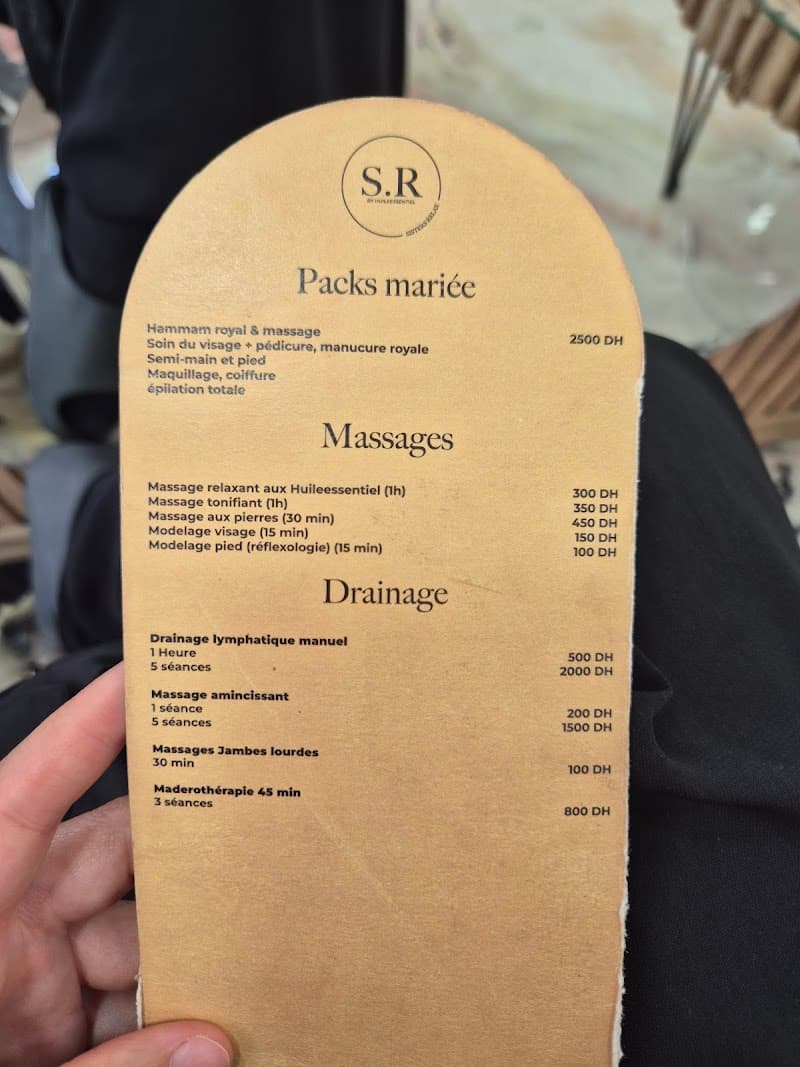 S.R
BY HUILEESSENTIEL
SISTERS RELAX
Packs mariée
Hammam royal & massage
Soin du visage + pédicure, manucure royale 2500 DH
Semi-main et pied
Maquillage, coiffure
épilation totale
Massages
Massage relaxant aux Huileessentiel (1h) 300 DH
Massage tonifiant (1h) 350 DH
Massage aux pierres (30 min) 450 DH
Modelage visage (15 min) 150 DH
Modelage pied (réflexologie) (15 min) 100 DH
Drainage
Drainage lymphatique manuel
1 Heure 500 DH
5 séances 2000 DH
Massage amincissant
1 séance 200 DH
5 séances 1500 DH
Massages Jambes lourdes
30 min 100 DH
Maderothérapie 45 min
3 séances 800 DH